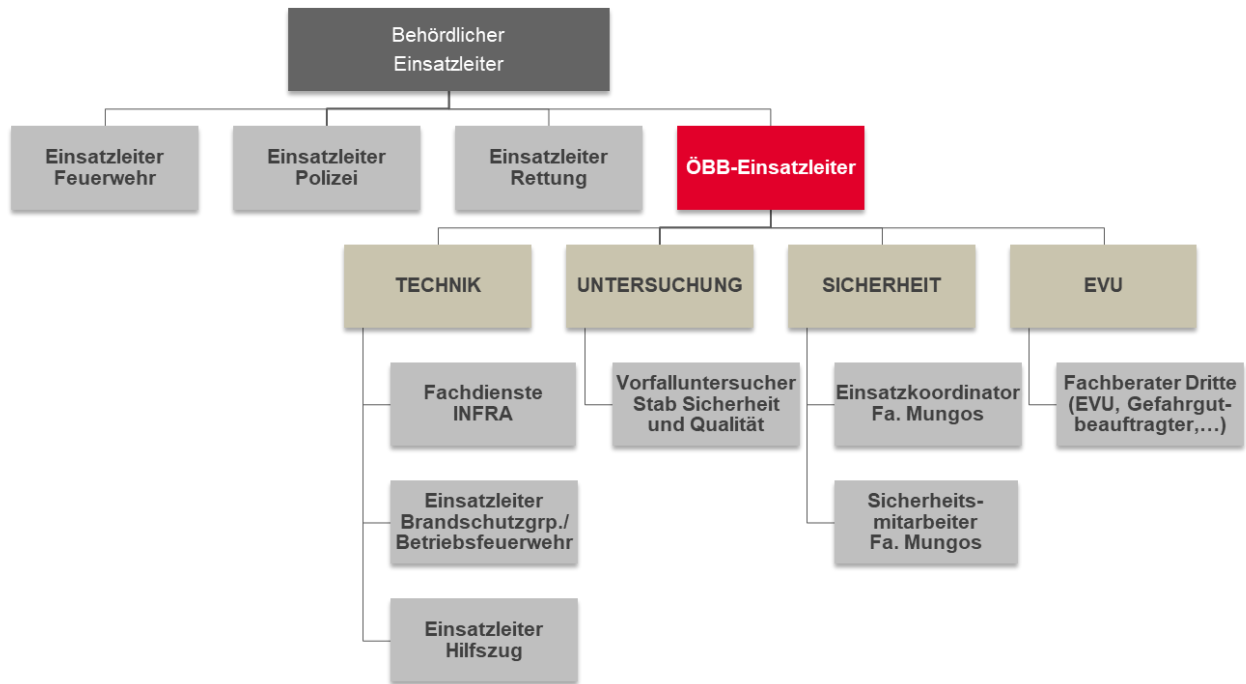 Behördlicher
Einsatzleiter
Einsatzleiter
Feuerwehr
Einsatzleiter
Polizei
Einsatzleiter
Rettung
ÖBB-Einsatzleiter
TECHNIK
UNTERSUCHUNG
SICHERHEIT
EVU
Fachdienste
INFRA
Vorfalluntersucher
Stab Sicherheit
und Qualität
Einsatzkoordinator
Fa. Mungos
Fachberater Dritte
(EVU, Gefahrgut-
beauftragter,...)
Einsatzleiter
Brandschutzgrp./
Betriebsfeuerwehr
Sicherheits-
mitarbeiter
Fa. Mungos
Einsatzleiter
Hilfszug